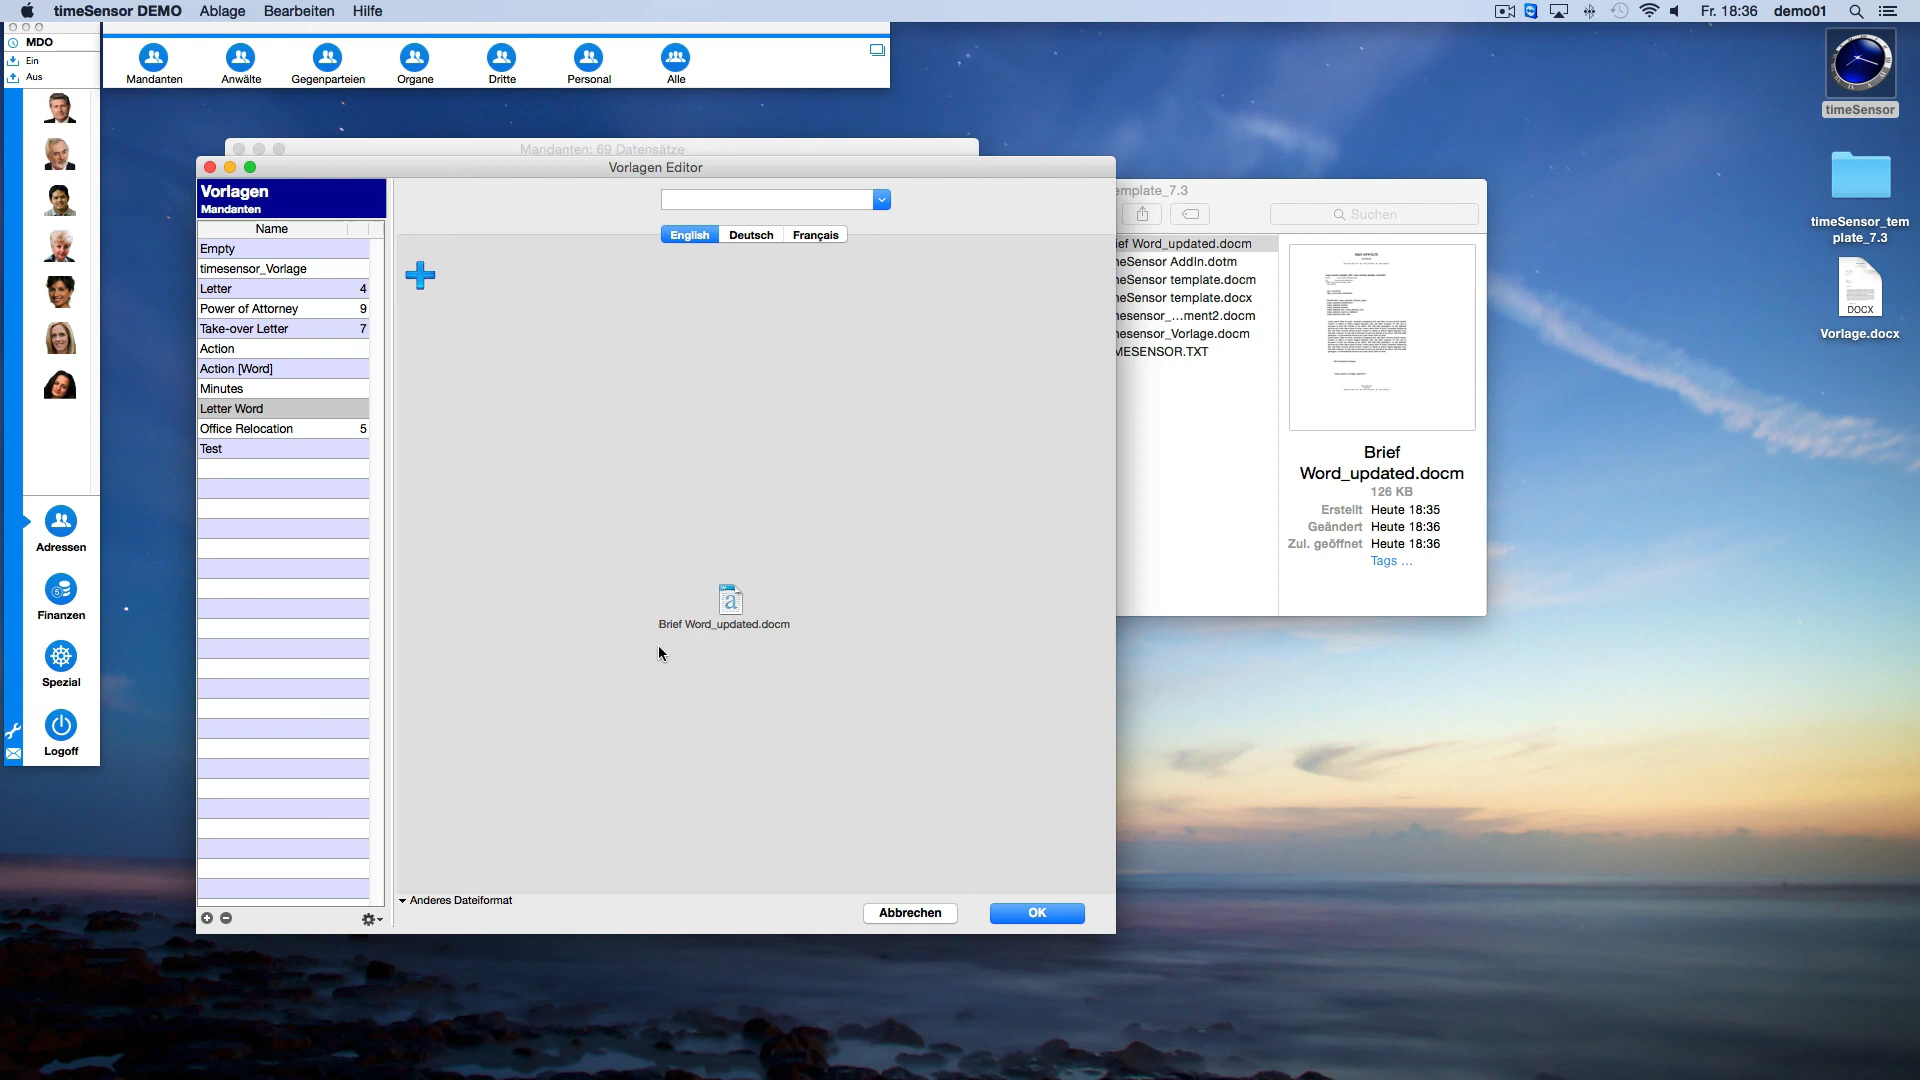 timeSensor DEMO Ablage Bearbeiten Hilfe
Fr. 18:36 demo01
MDO
Ein
Aus
Mandanten Anwälte Gegenparteien Organe Dritte Personal Alle
timeSensor
timeSensor_tem
plate_7.3
DOCX
Vorlage.docx
Mandanten: 69 Datensätze
Vorlagen Editor
Vorlagen
Mandanten
Name
Empty
timesensor_Vorlage
Letter 4
Power of Attorney 9
Take-over Letter 7
Action
Action [Word]
Minutes
Letter Word
Office Relocation 5
Test
English Deutsch Français
Brief Word_updated.docm
Anderes Dateiformat
Abbrechen OK
emplate_7.3
Suchen
ief Word_updated.docm
eSensor AddIn.dotm
eSensor template.docm
eSensor template.docx
esensor_...ment2.docm
esensor_Vorlage.docm
MESENSOR.TXT
Brief
Word_updated.docm
126 KB
Erstellt Heute 18:35
Geändert Heute 18:36
Zul. geöffnet Heute 18:36
Tags ...
Adressen
Finanzen
Spezial
Logoff